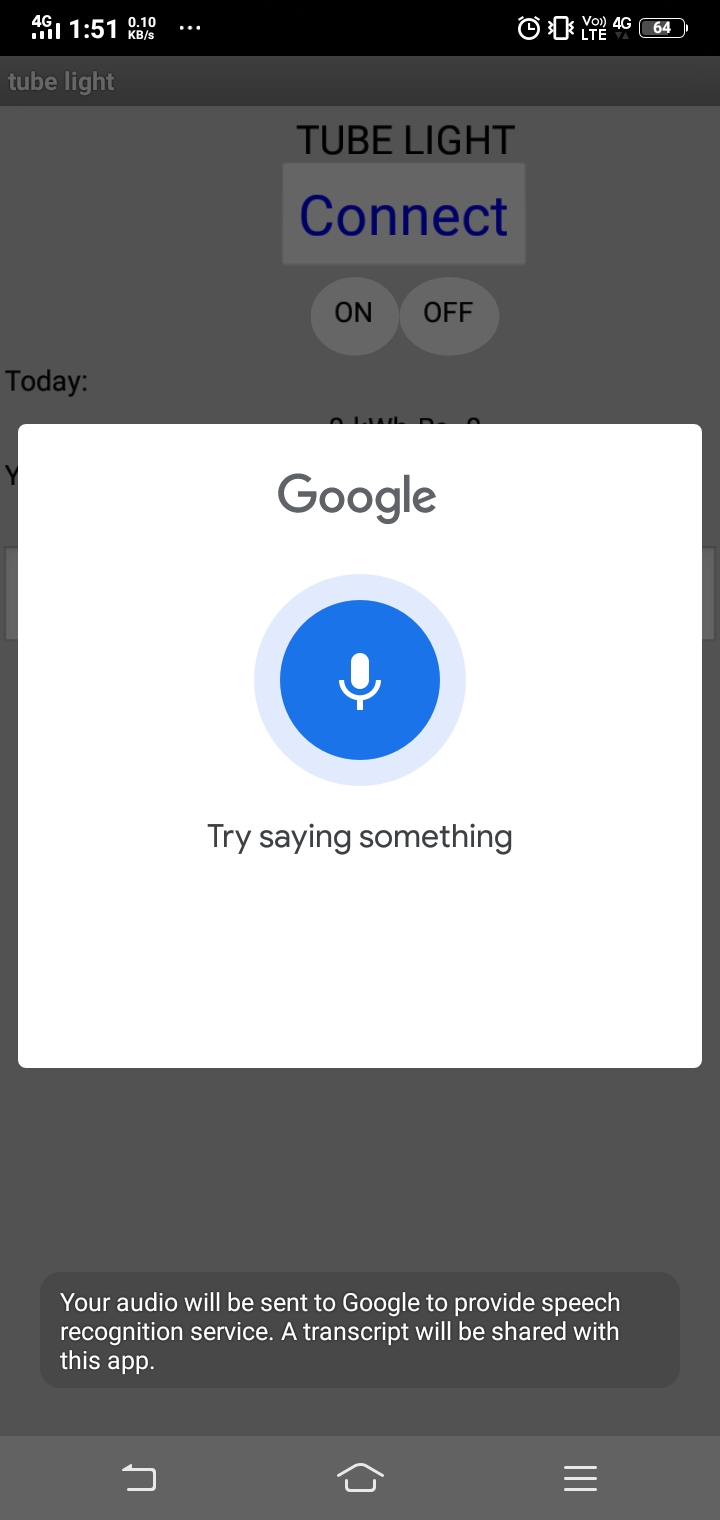 4G 1:51 0.10 KB/s ... Vo)) LTE 4G 64
tube light
TUBE LIGHT
Connect
ON OFF
Today:
Y
Google
Try saying something
Your audio will be sent to Google to provide speech
recognition service. A transcript will be shared with
this app.